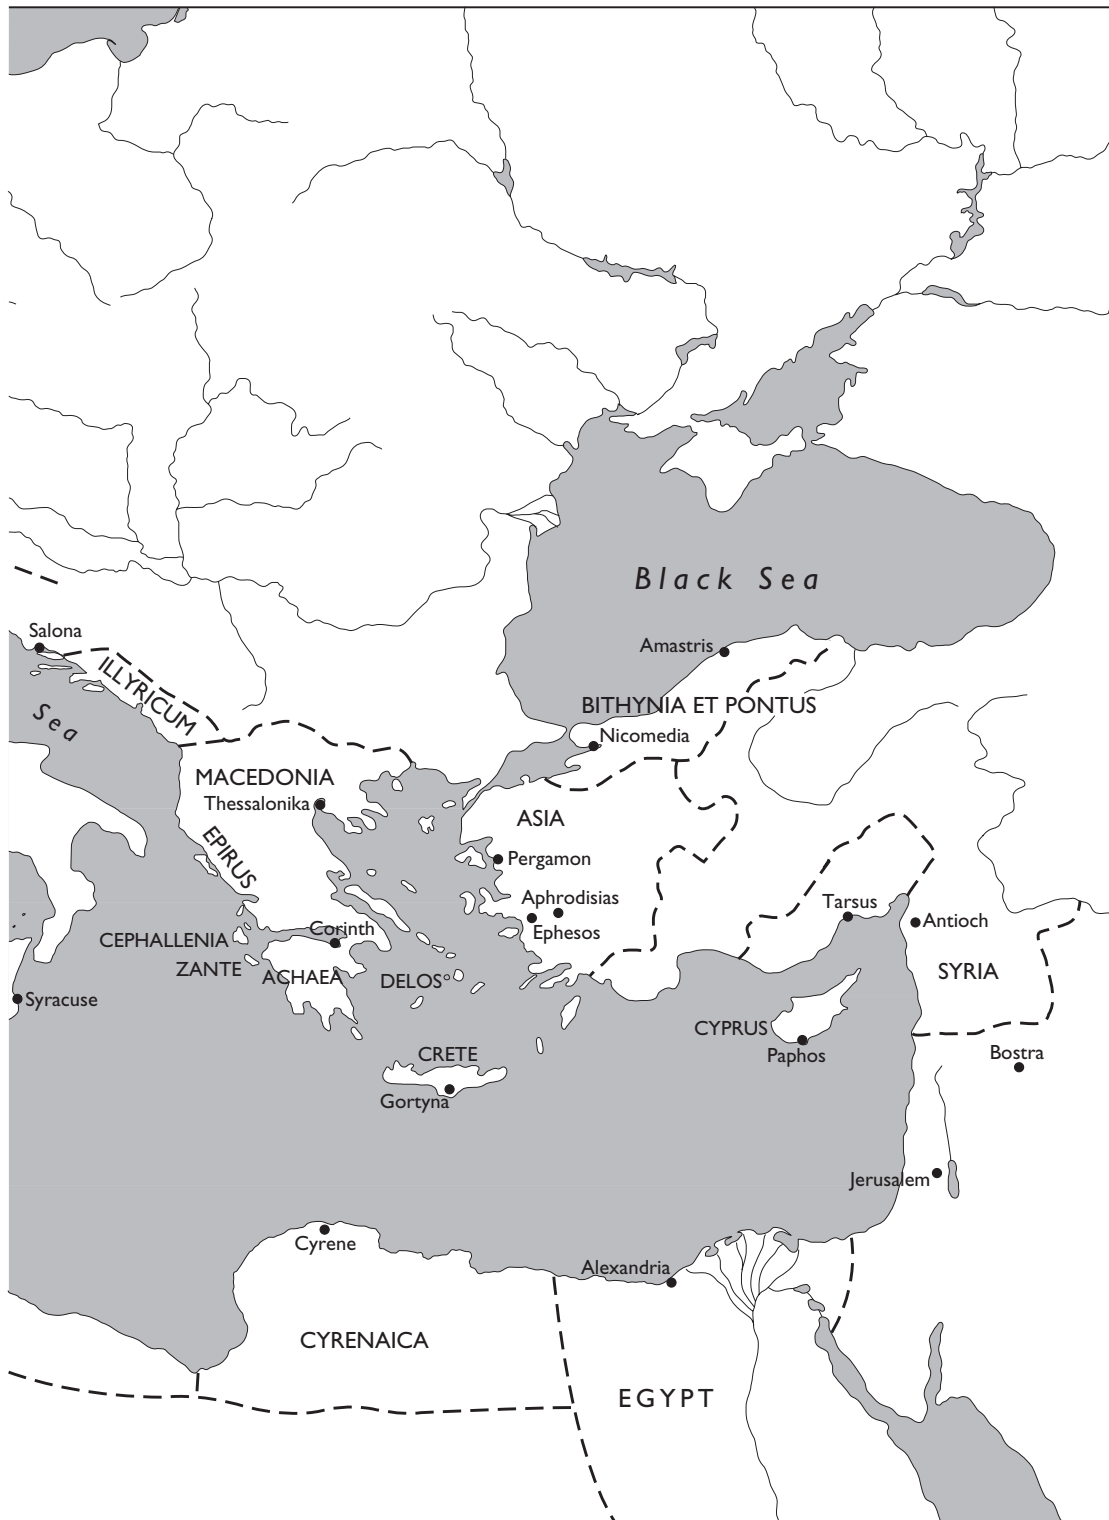 Black Sea
Salona
Amastris
ILLYRICUM
Sea
BITHYNIA ET PONTUS
Nicomedia
MACEDONIA
Thessalonika
ASIA
EPIRUS
Pergamon
Aphrodisias
Tarsus
Ephesos
Antioch
Corinth
CEPHALLENIA
ZANTE
ACHAEA
DELOS
SYRIA
Syracuse
CYPRUS
Paphos
CRETE
Bostra
Gortyna
Jerusalem
Cyrene
Alexandria
CYRENAICA
EGYPT